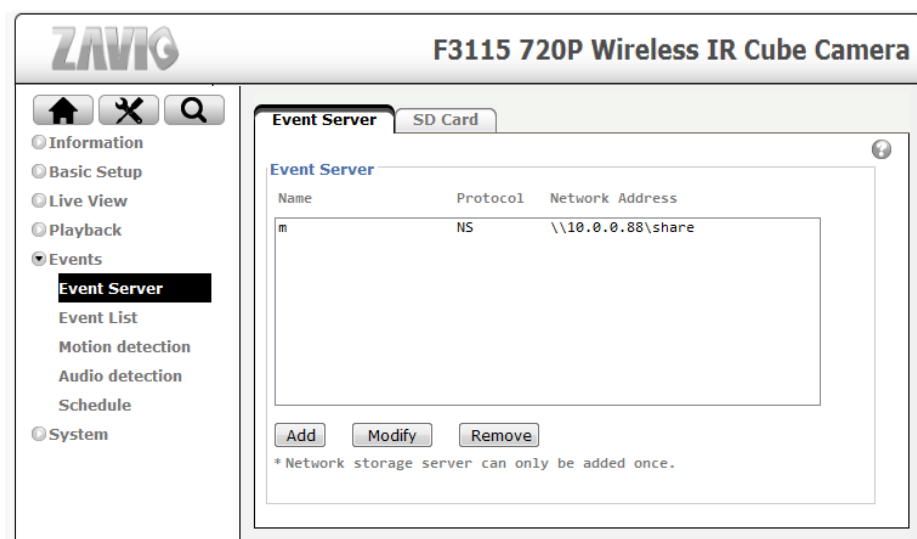 ZAVIO
F3115 720P Wireless IR Cube Camera
Information
Basic Setup
Live View
Playback
Events
Event Server
Event List
Motion detection
Audio detection
Schedule
System
Event Server SD Card
Event Server
Name Protocol Network Address
m NS \\10.0.0.88\share
Add Modify Remove
* Network storage server can only be added once.